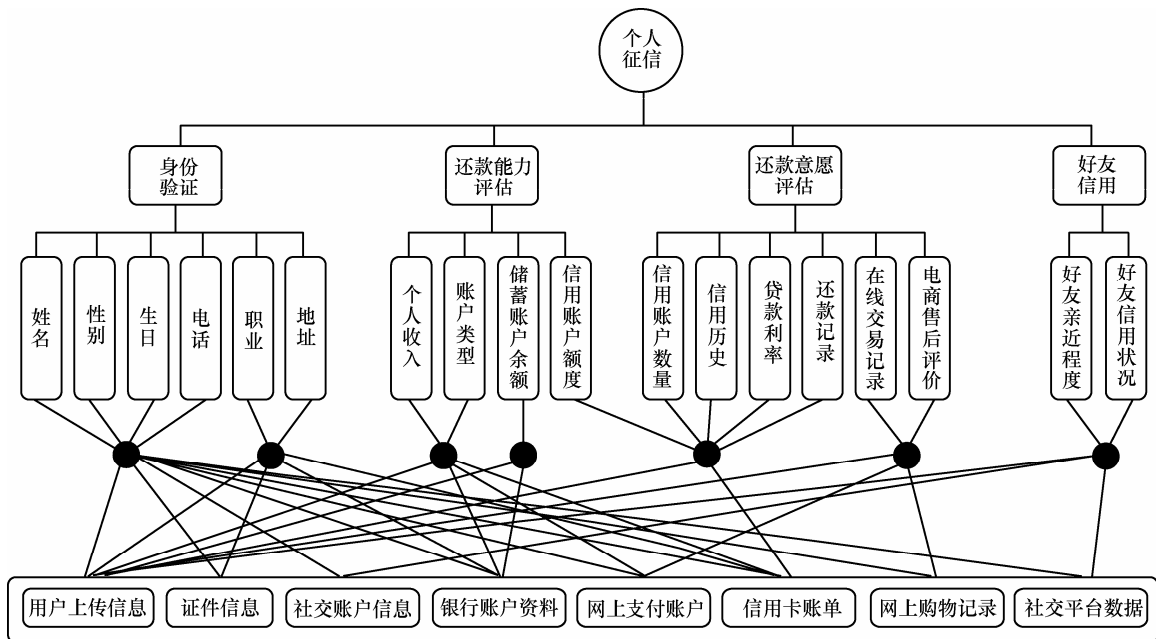 个人
征信
身份
验证
还款能力
评估
还款意愿
评估
好友
信用
姓名
性别
生日
电话
职业
地址
个人收入
账户类型
储蓄账户余额
信用账户额度
信用账户数量
信用历史
贷款利率
还款记录
在线交易记录
电商售后评价
好友亲近程度
好友信用状况
用户上传信息
证件信息
社交账户信息
银行账户资料
网上支付账户
信用卡账单
网上购物记录
社交平台数据